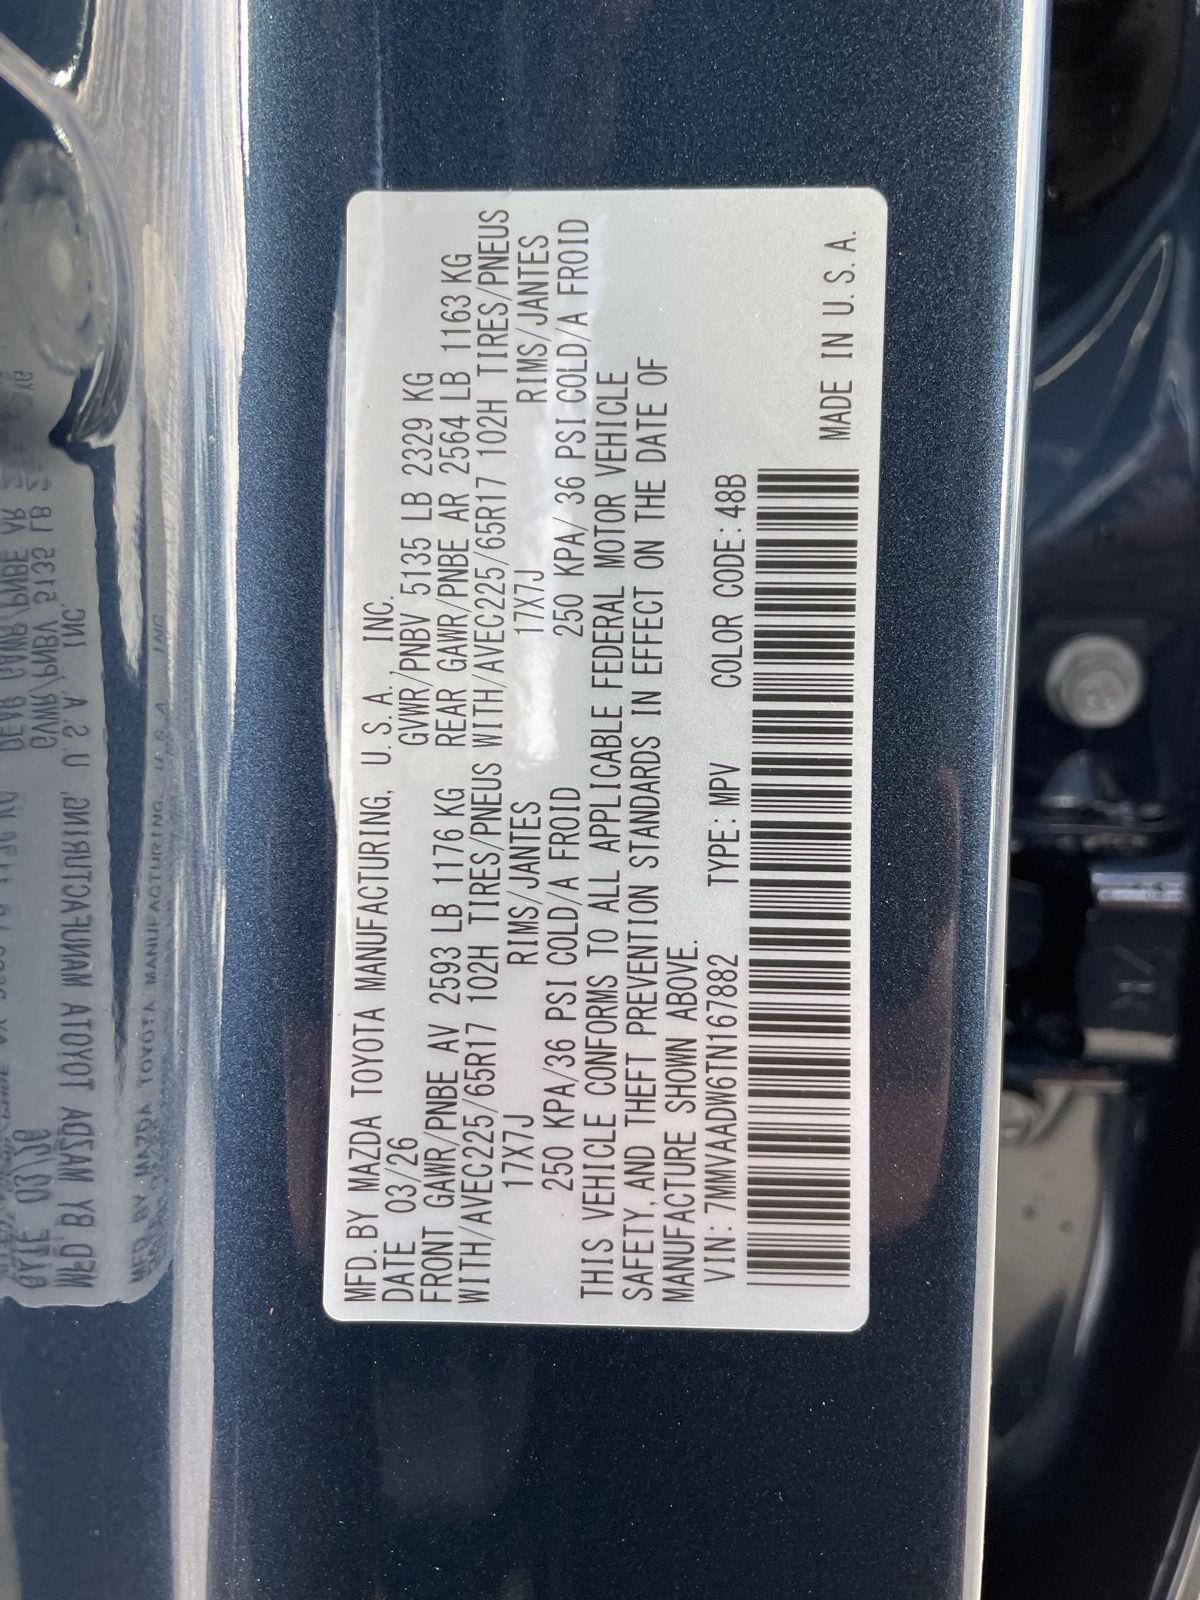 MFD. BY MAZDA TOYOTA MANUFACTURING, U. S. A., INC.
DATE 03/26 GVWR/PNBV 5135 LB 2329 KG
FRONT GAWR/PNBE AV 2593 LB 1176 KG REAR GAWR/PNBE AR 2564 LB 1163 KG
WITH/AVEC225/65R17 102H TIRES/PNEUS WITH/AVEC225/65R17 102H TIRES/PNEUS
17X7J RIMS/JANTES 17X7J RIMS/JANTES
250 KPA/36 PSI COLD/A FROID 250 KPA/ 36 PSI COLD/A FROID
THIS VEHICLE CONFORMS TO ALL APPLICABLE FEDERAL MOTOR VEHICLE
SAFETY, AND THEFT PREVENTION STANDARDS IN EFFECT ON THE DATE OF
MANUFACTURE SHOWN ABOVE.
VIN: 7MMVAADW6TN167882 TYPE: MPV COLOR CODE: 48B
MADE IN U. S. A.